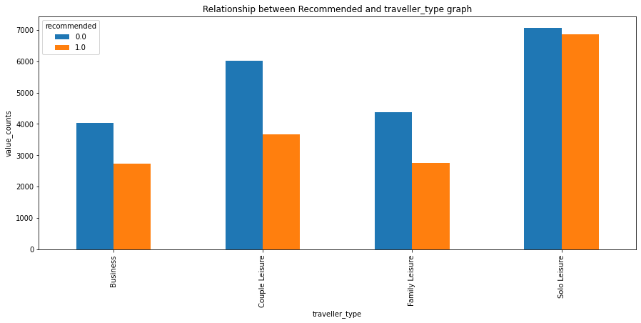 Relationship between Recommended and traveller_type graph
recommended
0.0
1.0
7000
6000
5000
4000
3000
2000
1000
0
value_counts
Business
Couple Leisure
Family Leisure
Solo Leisure
traveller_type